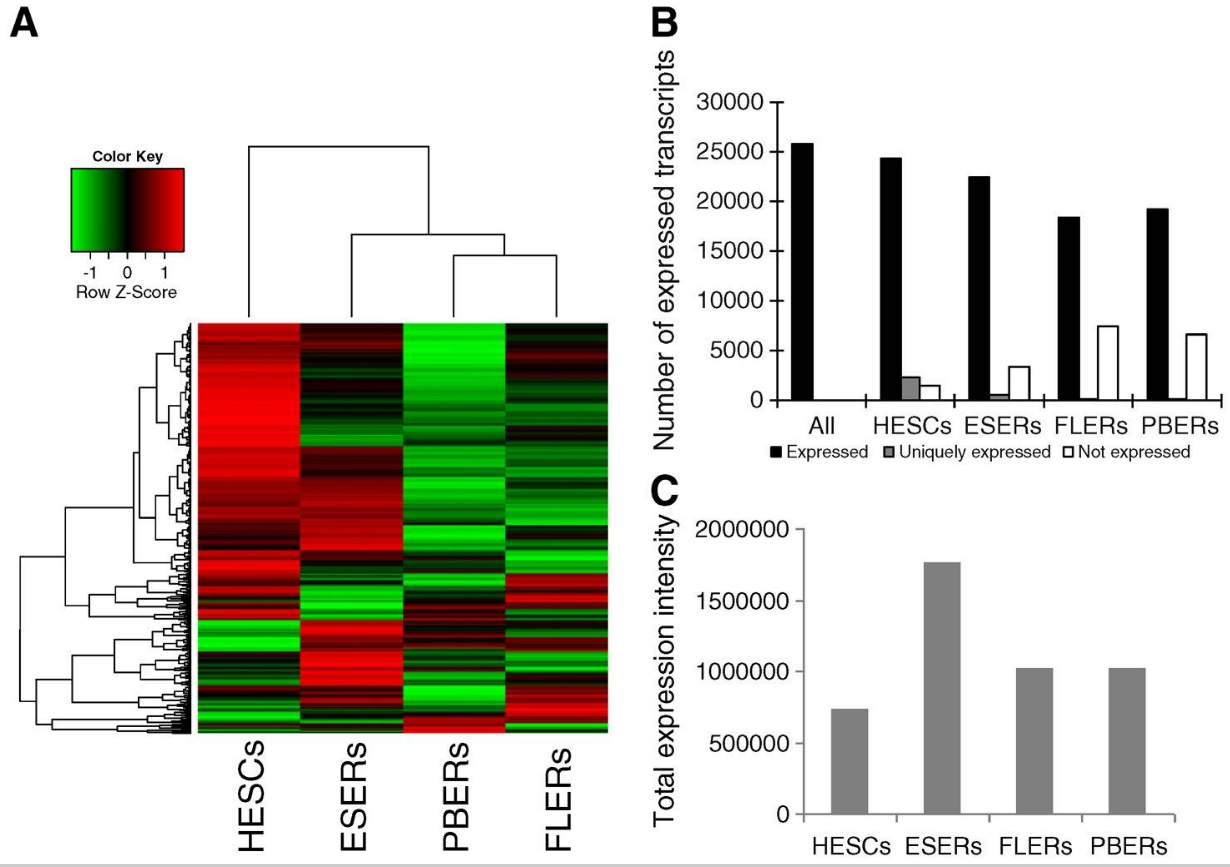 A
Color Key
-1 0 1
Row Z-Score
HESCs
ESERs
PBERs
FLERs
B
Number of expressed transcripts
30000
25000
20000
15000
10000
5000
0
All HESCs ESERs FLERs PBERs
Expressed Uniquely expressed Not expressed
C
Total expression intensity
2000000
1500000
1000000
500000
0
HESCs ESERs FLERs PBERs